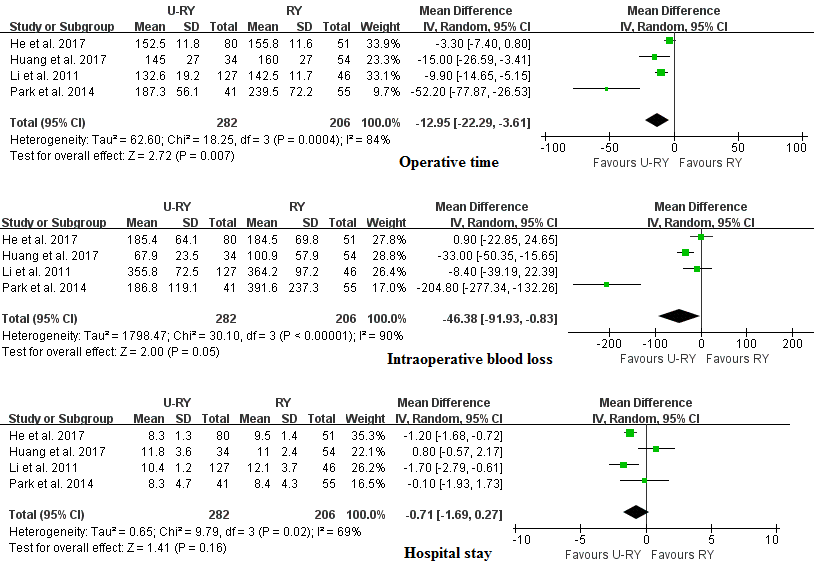 U-RY RY Mean Difference Mean Difference
Study or Subgroup Mean SD Total Mean SD Total Weight IV, Random, 95% CI IV, Random, 95% CI
He et al. 2017 152.5 11.8 80 155.8 11.6 51 33.9% -3.30 [-7.40, 0.80]
Huang et al. 2017 145 27 34 160 27 54 23.1% -15.00 [-26.59, -3.41]
Li et al. 2011 132.6 19.2 127 142.5 11.7 46 33.3% -9.90 [-14.65, -5.15]
Park et al. 2014 187.3 56.1 41 239.5 72.2 55 9.7% -52.20 [-77.87, -26.53]
Total (95% CI) 282 206 100.0% -12.95 [-22.29, -3.61]
Heterogeneity: Tau² = 62.60; Chi² = 18.25, df = 3 (P = 0.0004); I² = 84%
Test for overall effect: Z = 2.72 (P = 0.007)
-100 -50 0 50 100
Favours U-RY Favours RY
Operative time
U-RY RY Mean Difference Mean Difference
Study or Subgroup Mean SD Total Mean SD Total Weight IV, Random, 95% CI IV, Random, 95% CI
He et al. 2017 185.4 64.1 80 184.5 69.8 51 27.8% 0.90 [-22.85, 24.65]
Huang et al. 2017 67.9 23.5 34 100.9 57.9 54 28.8% -33.00 [-50.35, -15.65]
Li et al. 2011 355.8 72.5 127 364.2 97.2 46 26.4% -8.40 [-39.19, 22.39]
Park et al. 2014 186.8 119.1 41 391.6 237.3 55 17.0% -204.80 [-277.34, -132.26]
Total (95% CI) 282 206 100.0% -46.38 [-91.93, -0.83]
Heterogeneity: Tau² = 1798.47; Chi² = 30.10, df = 3 (P < 0.00001); I² = 90%
Test for overall effect: Z = 2.00 (P = 0.05)
-200 -100 0 100 200
Favours U-RY Favours RY
Intraoperative blood loss
U-RY RY Mean Difference Mean Difference
Study or Subgroup Mean SD Total Mean SD Total Weight IV, Random, 95% CI IV, Random, 95% CI
He et al. 2017 8.3 1.3 80 9.5 1.4 51 35.3% -1.20 [-1.68, -0.72]
Huang et al. 2017 11.8 3.6 34 11 2.4 54 22.1% 0.80 [-0.57, 2.17]
Li et al. 2011 10.4 1.2 127 12.1 3.7 46 26.2% -1.70 [-2.79, -0.61]
Park et al. 2014 8.3 4.7 41 8.4 4.3 55 16.5% -0.10 [-1.93, 1.73]
Total (95% CI) 282 206 100.0% -0.71 [-1.69, 0.27]
Heterogeneity: Tau² = 0.65; Chi² = 9.79, df = 3 (P = 0.02); I² = 69%
Test for overall effect: Z = 1.41 (P = 0.16)
-10 -5 0 5 10
Favours U-RY Favours RY
Hospital stay